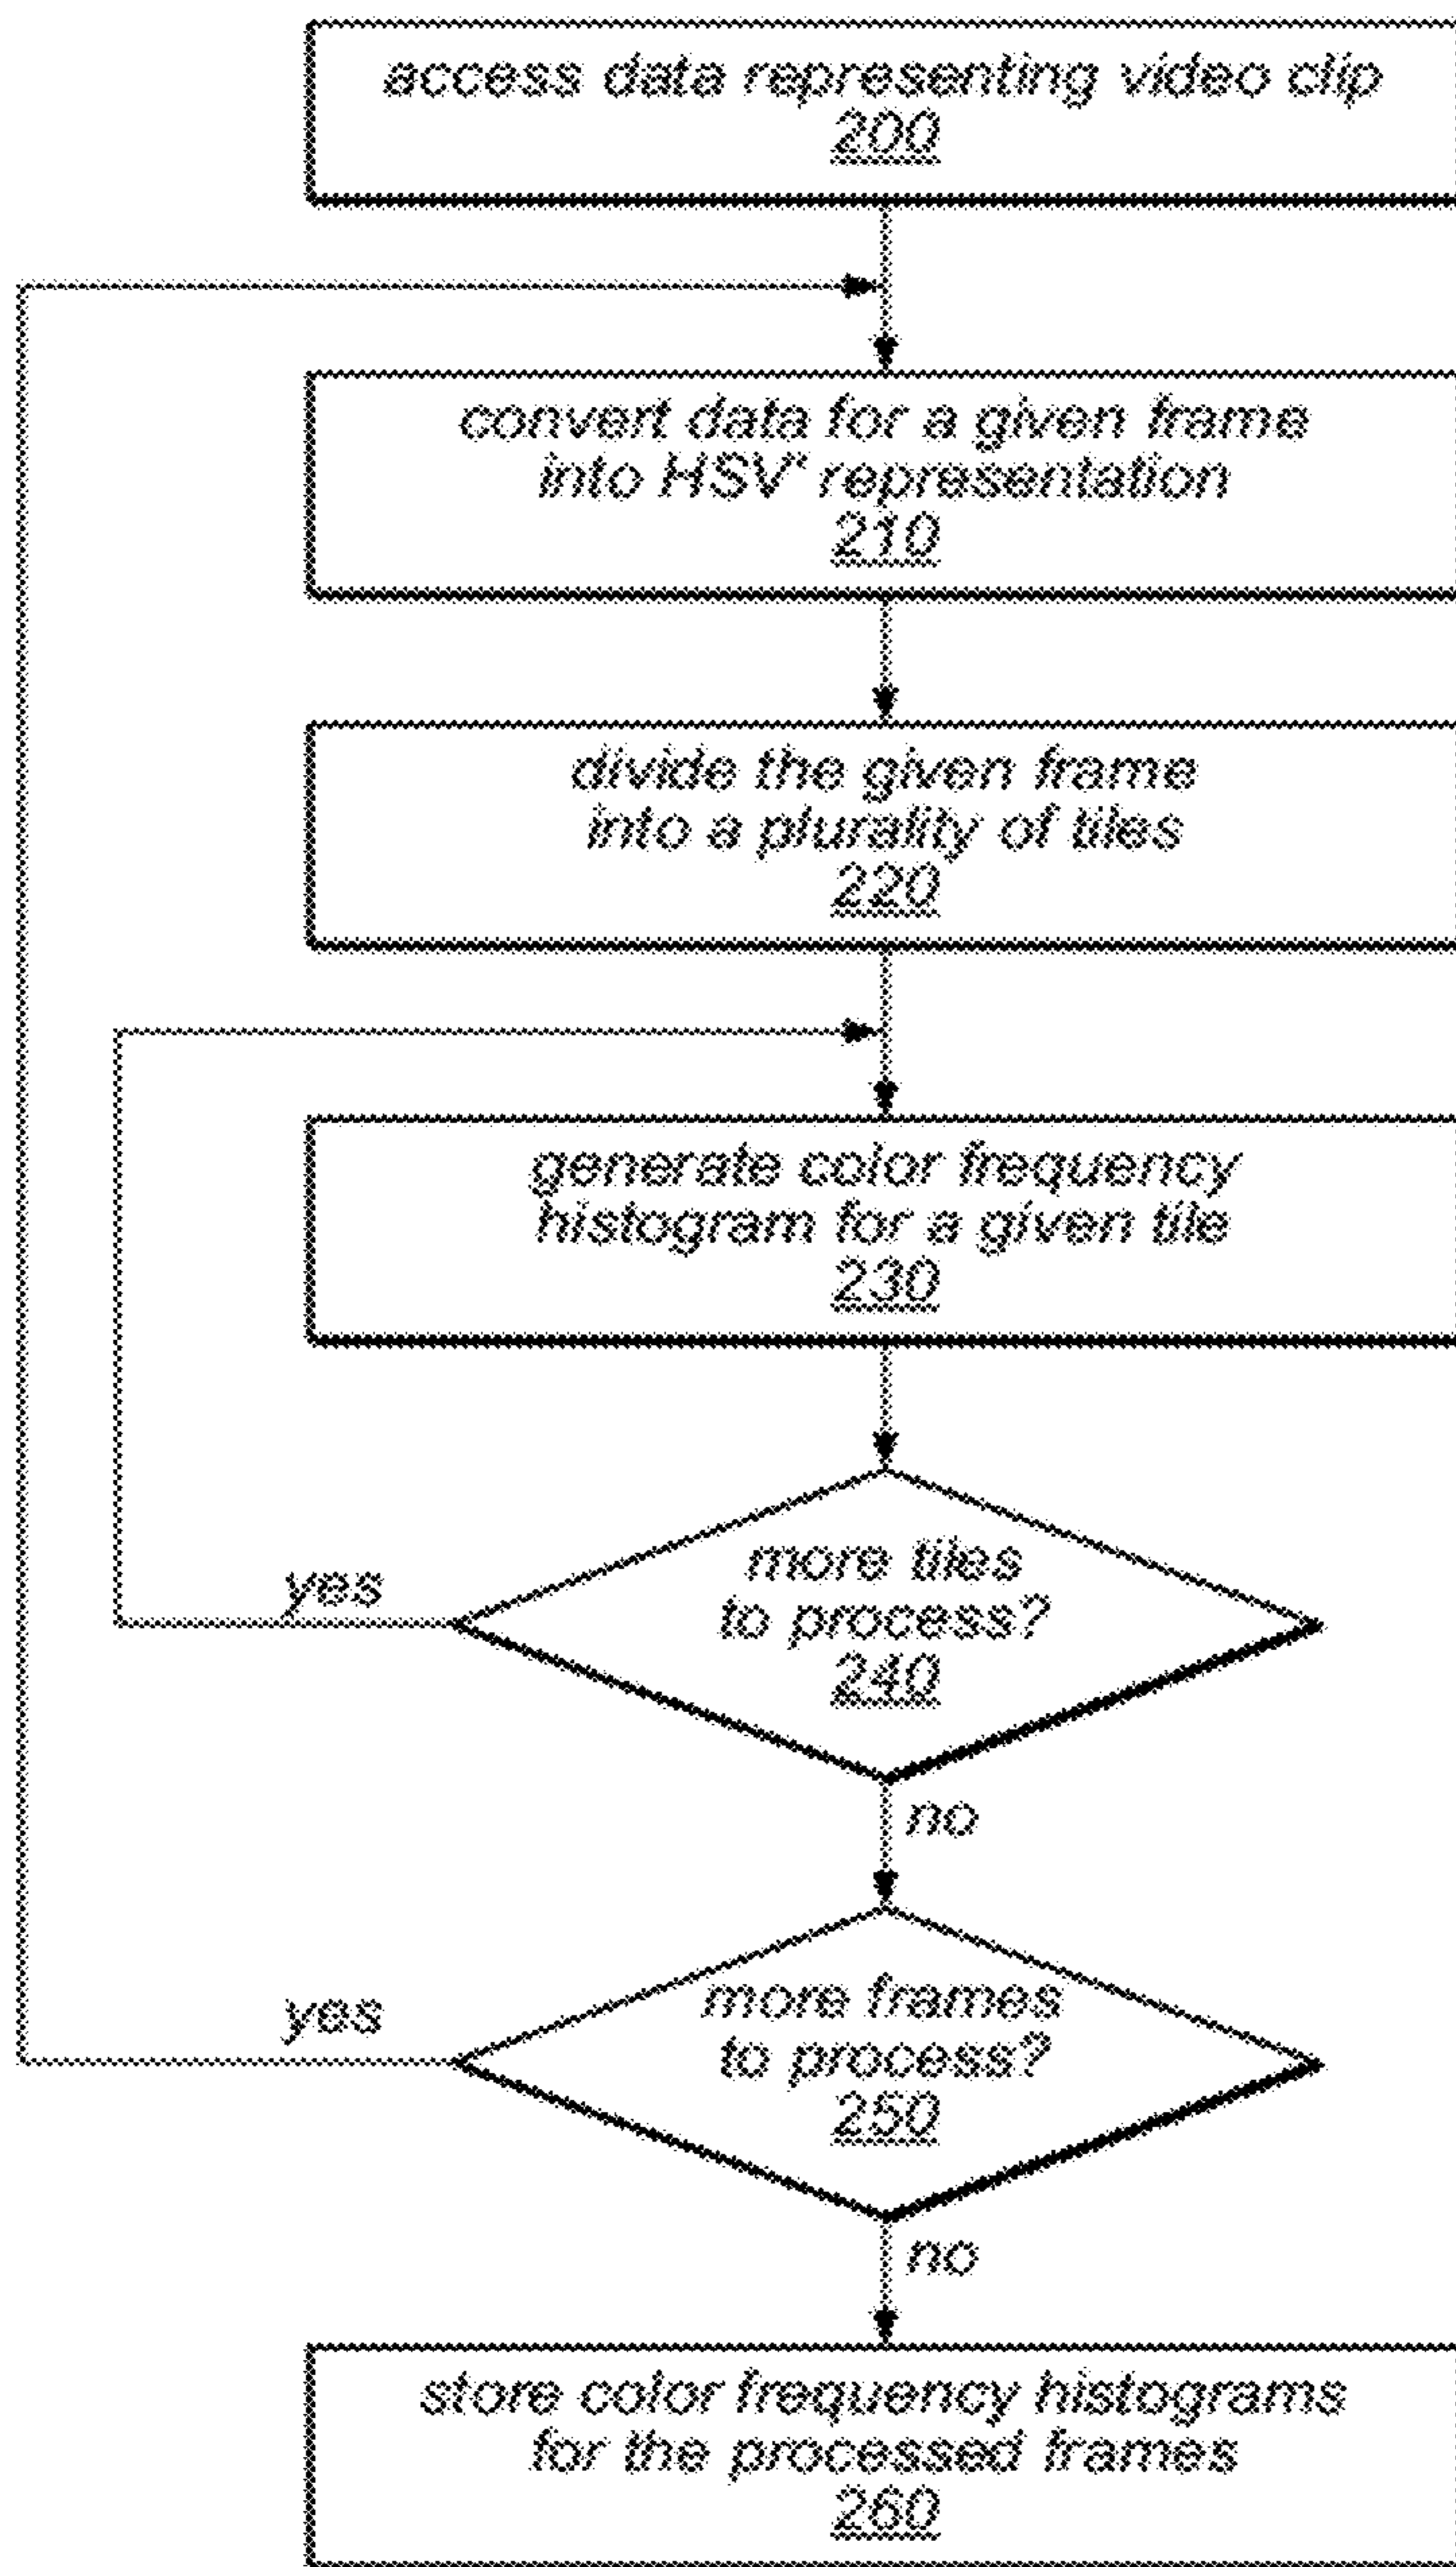 access data representing video clip
200
convert data for a given frame
into HSV* representation
210
divide the given frame
into a plurality of tiles
220
generate color frequency
histogram for a given tile
230
more tiles
to process?
240
yes
no
more frames
to process?
250
yes
no
store color frequency histograms
for the processed frames
260